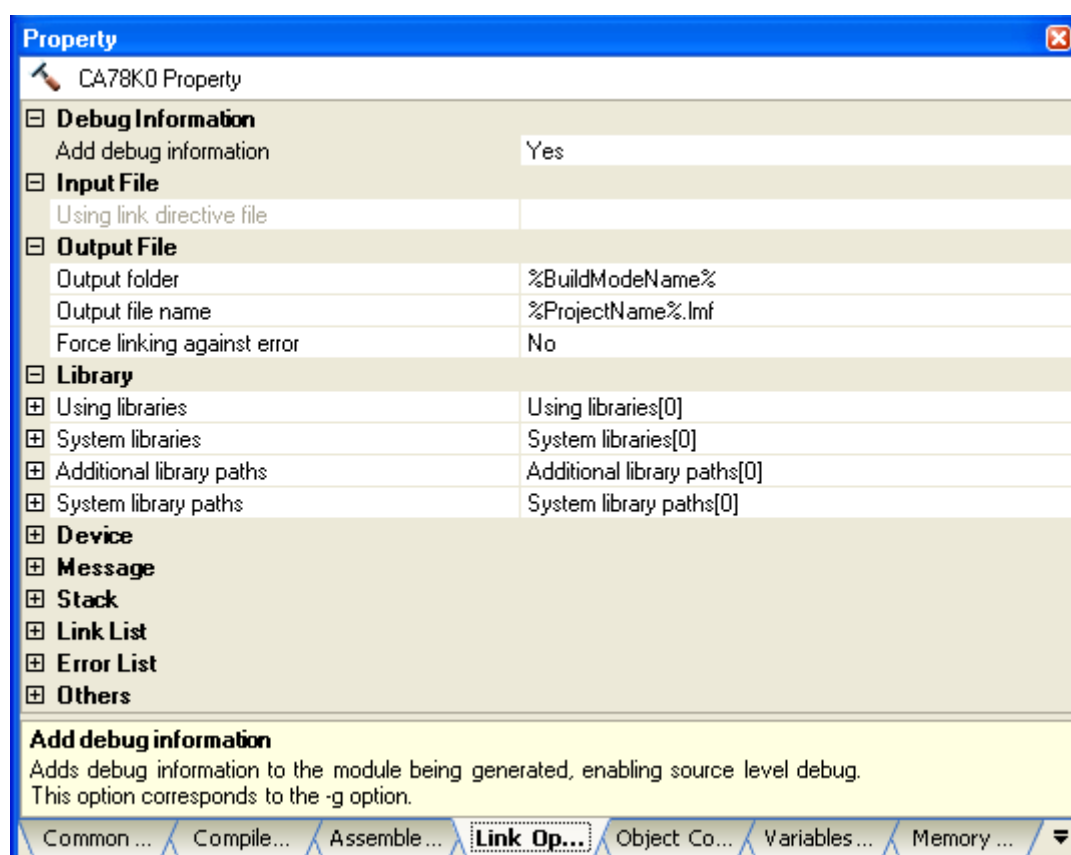 Property
CA78K0 Property
Debug Information
Add debug information Yes
Input File
Using link directive file
Output File
Output folder %BuildModeName%
Output file name %ProjectName%.lmf
Force linking against error No
Library
Using libraries Using libraries[0]
System libraries System libraries[0]
Additional library paths Additional library paths[0]
System library paths System library paths[0]
Device
Message
Stack
Link List
Error List
Others
Add debug information
Adds debug information to the module being generated, enabling source level debug.
This option corresponds to the -g option.
Common ... Compile... Assemble... Link Op... Object Co... Variables... Memory ...